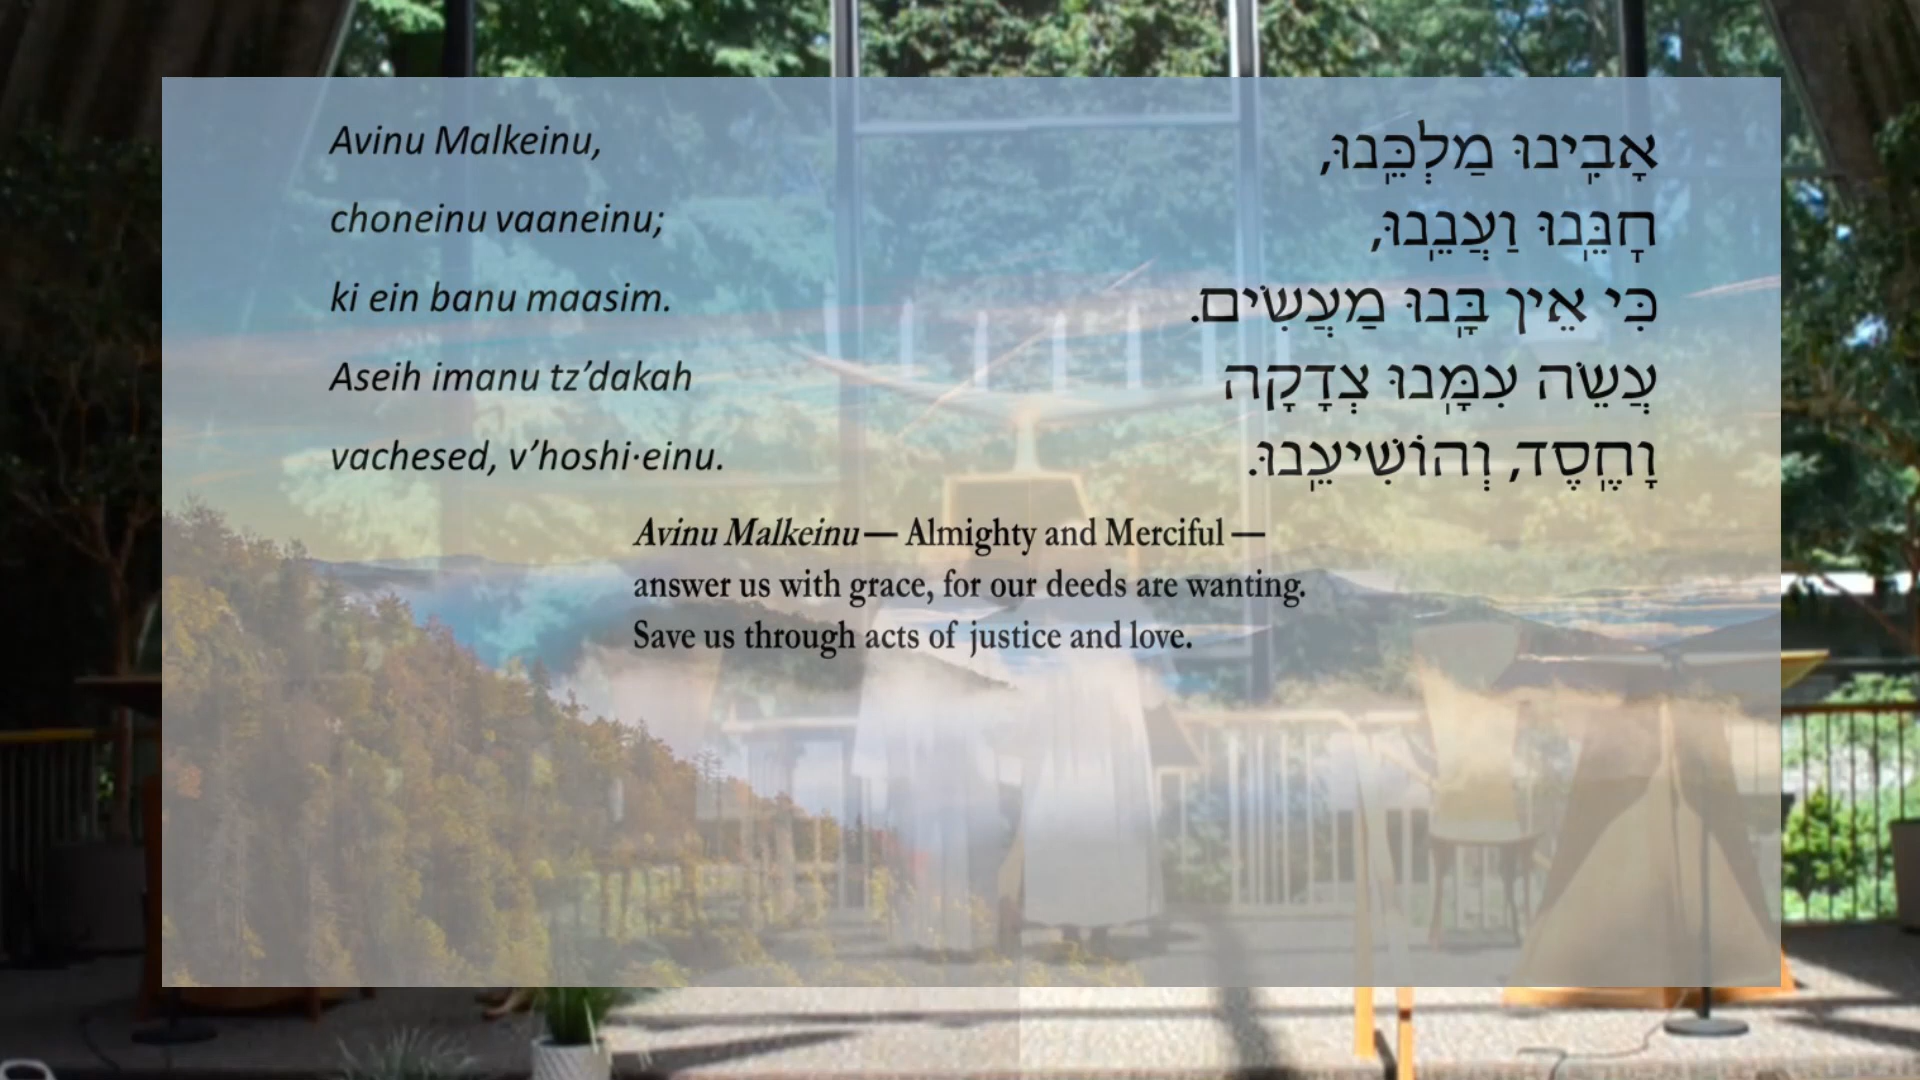 Avinu Malkeinu,
choneinu vaaneinu;
ki ein banu maasim.
Aseih imanu tz’dakah
vachesed, v’hoshi·einu.
אָבִֽינוּ מַלְכֵּֽנוּ,
חָנֵּֽנוּ וַעֲנֵֽנוּ,
כִּי אֵין בָּֽנוּ מַעֲשִׂים.
עֲשֵׂה עִמָּֽנוּ צְדָקָה
וָחֶֽסֶד, וְהוֹשִׁיעֵֽנוּ.
Avinu Malkeinu — Almighty and Merciful —
answer us with grace, for our deeds are wanting.
Save us through acts of justice and love.